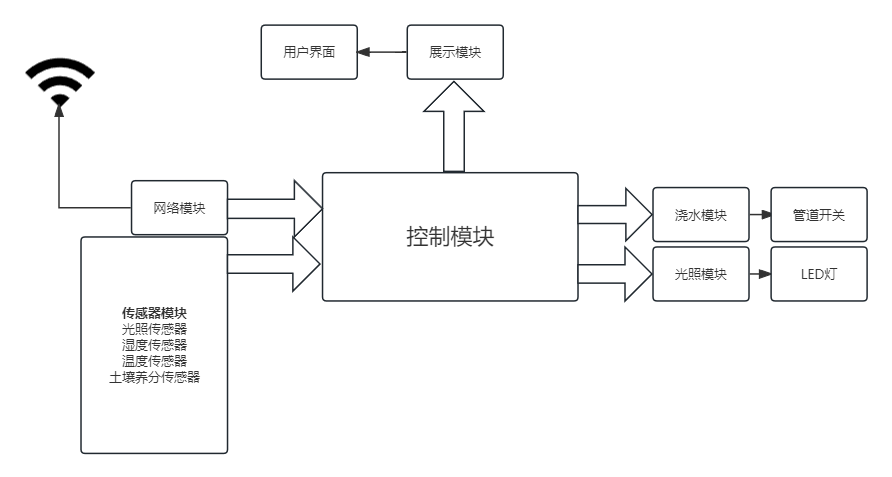 用户界面
展示模块
网络模块
控制模块
浇水模块
管道开关
光照模块
LED灯
传感器模块
光照传感器
湿度传感器
温度传感器
土壤养分传感器